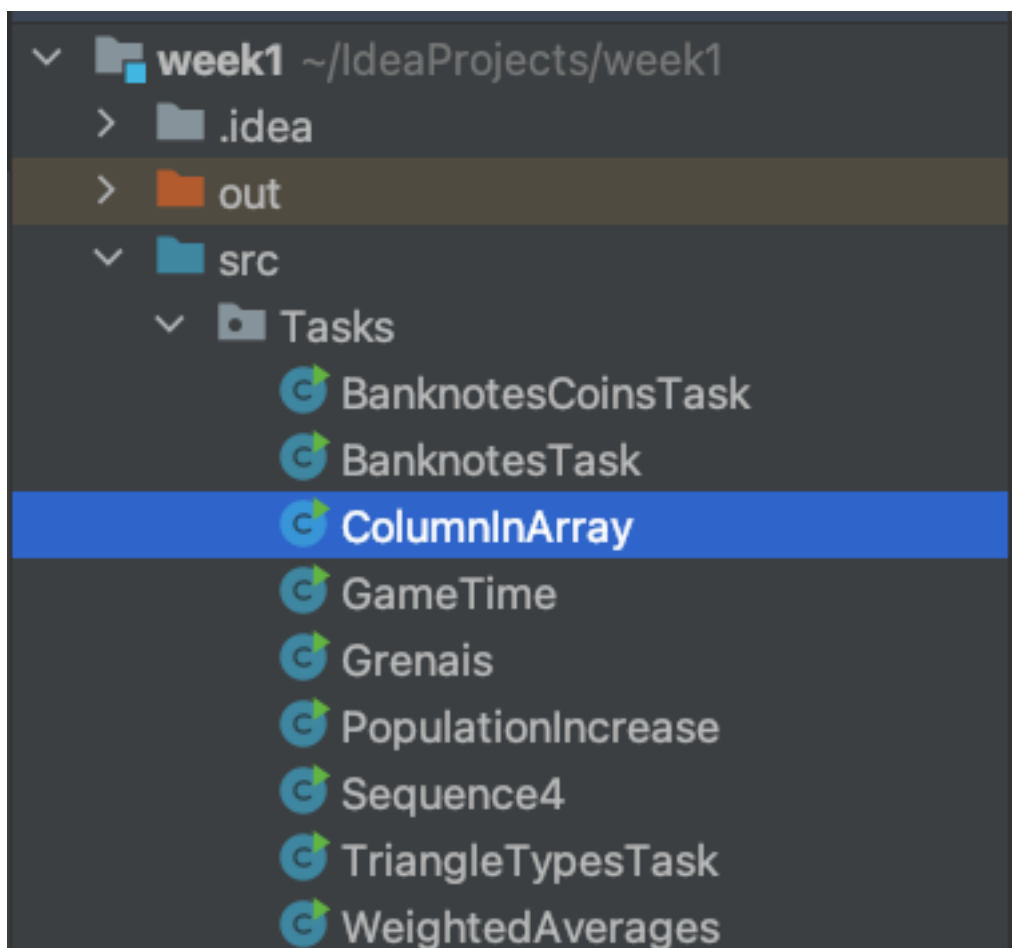 week1 ~/IdeaProjects/week1
.idea
out
src
Tasks
C BanknotesCoinsTask
C BanknotesTask
C ColumnInArray
C GameTime
C Grenais
C PopulationIncrease
C Sequence4
C TriangleTypesTask
C WeightedAverages